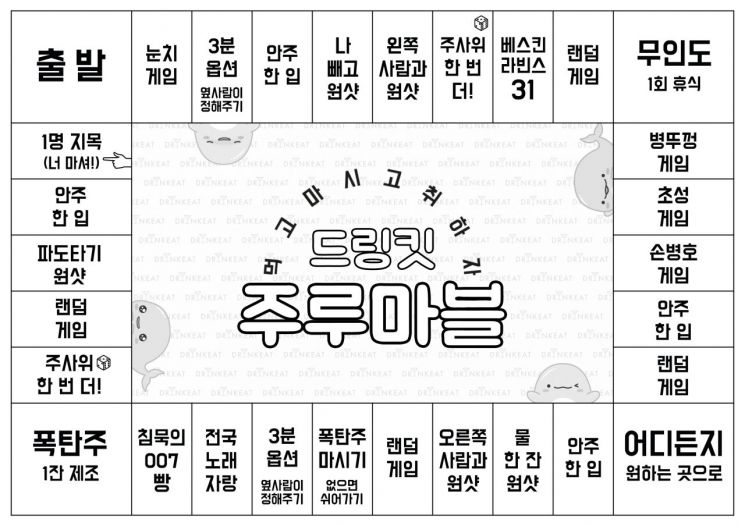 출 발
눈치
게임
3분
옵션
옆사람이
정해주기
안주
한 입
나
빼고
원샷
왼쪽
사람과
원샷
주사위
한 번
더!
베스킨
라빈스
31
랜덤
게임
무인도
1회 휴식
1명 지목
(너 마셔!)
안주
한 입
파도타기
원샷
랜덤
게임
주사위
한 번 더!
먹고 마시고 취하자
드링킷
주루마블
DRINKEAT
병뚜껑
게임
초성
게임
손병호
게임
안주
한 입
랜덤
게임
폭탄주
1잔 제조
침묵의
007
빵
전국
노래
자랑
3분
옵션
옆사람이
정해주기
폭탄주
마시기
없으면
쉬어가기
랜덤
게임
오른쪽
사람과
원샷
물
한 잔
원샷
안주
한 입
어디든지
원하는 곳으로